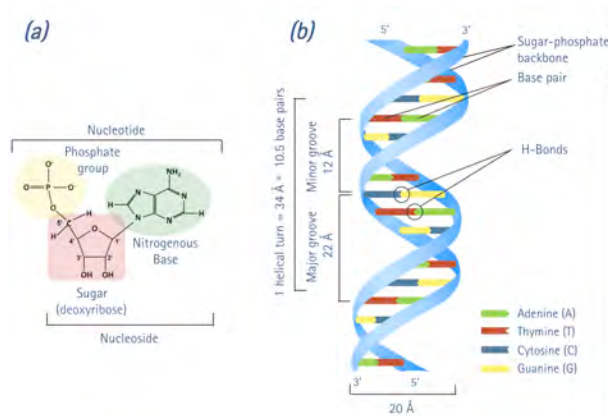 (a)
Nucleotide
Phosphate
group
O⁻
O=P–O⁻
O
NH₂
N
N
H
N
N
H
5'
C
H
H
O
4'
1'
3'
2'
OH
OH
Nitrogenous
Base
Sugar
(deoxyribose)
Nucleoside
(b)
5'
3'
Sugar-phosphate
backbone
Base pair
H-Bonds
1 helical turn = 34 Å = 10.5 base pairs
Minor groove
12 Å
Major groove
22 Å
Adenine (A)
Thymine (T)
Cytosine (C)
Guanine (G)
3'
5'
20 Å